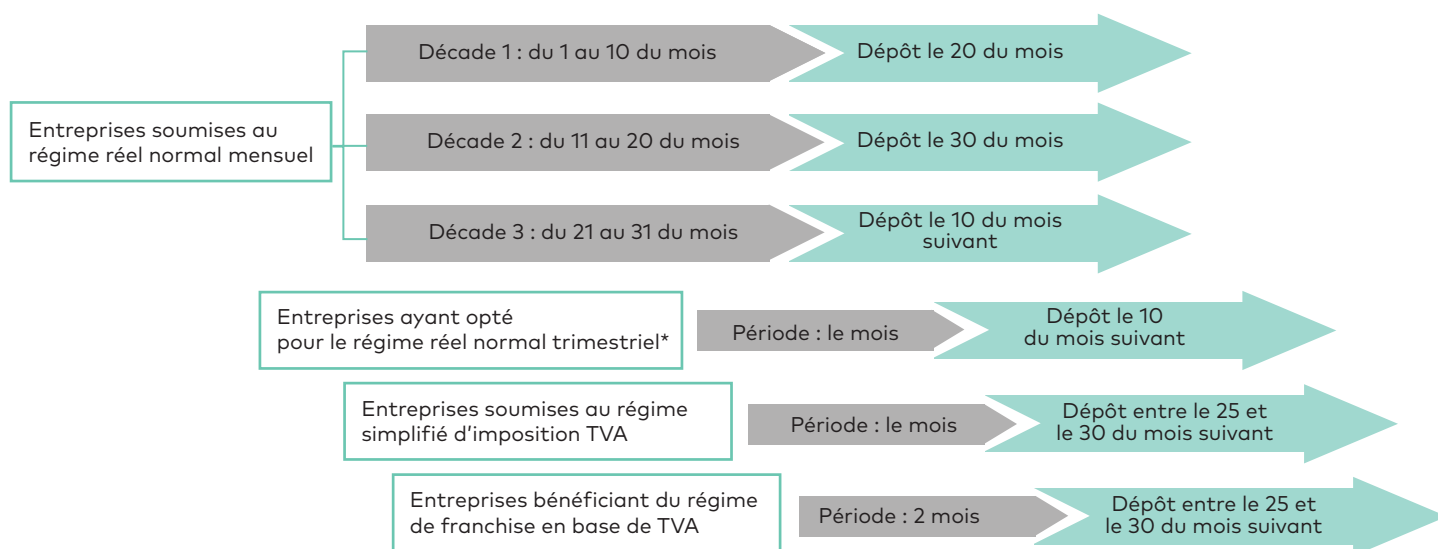 Entreprises soumises au
régime réel normal mensuel
Décade 1 : du 1 au 10 du mois
Dépôt le 20 du mois
Décade 2 : du 11 au 20 du mois
Dépôt le 30 du mois
Décade 3 : du 21 au 31 du mois
Dépôt le 10 du mois
suivant
Entreprises ayant opté
pour le régime réel normal trimestriel*
Période : le mois
Dépôt le 10
du mois suivant
Entreprises soumises au régime
simplifié d'imposition TVA
Période : le mois
Dépôt entre le 25 et
le 30 du mois suivant
Entreprises bénéficiant du régime
de franchise en base de TVA
Période : 2 mois
Dépôt entre le 25 et
le 30 du mois suivant